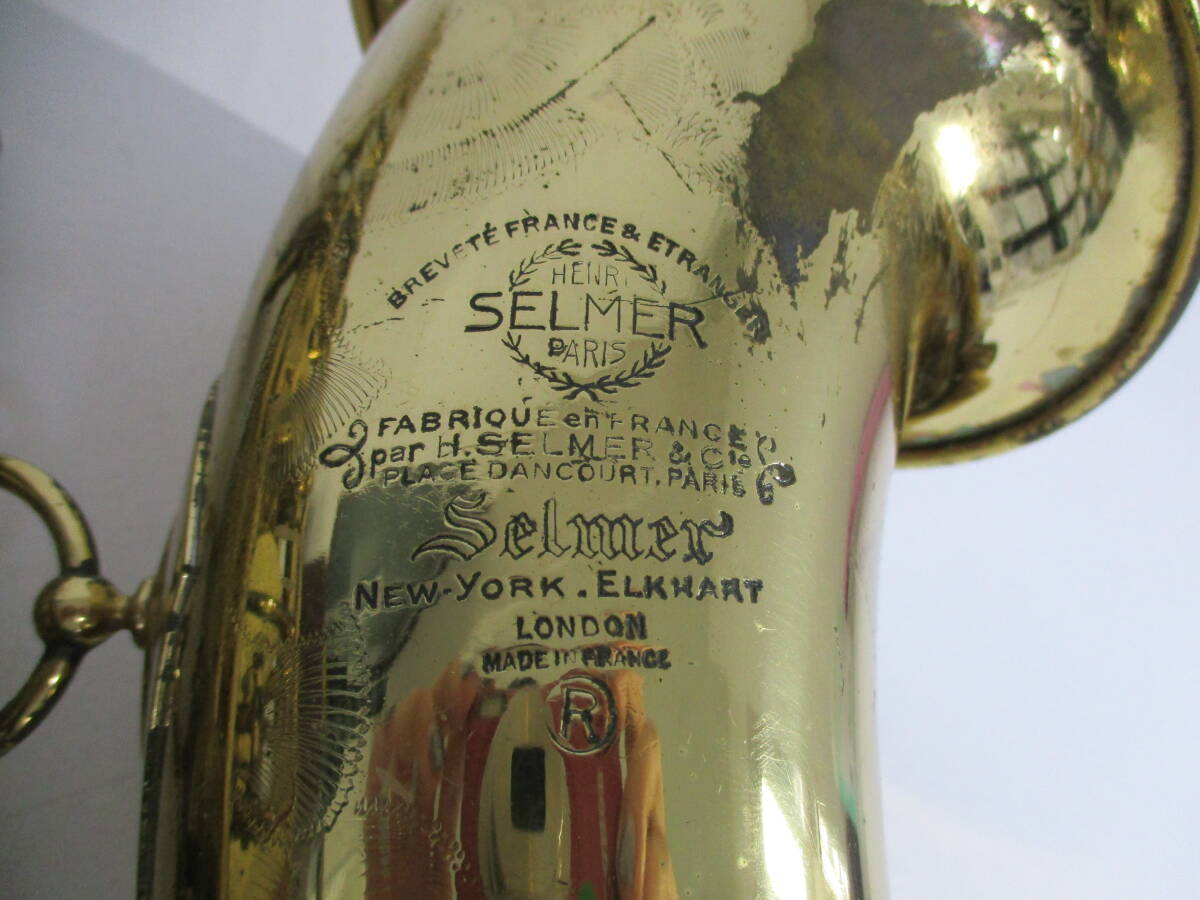 BREVETÉ FRANCE & ETRANGER
HENRI
SELMER
PARIS
FABRIQUÉ en FRANCE
par H. SELMER & Cie
PLACE DANCOURT, PARIS
Selmer
NEW-YORK. ELKHART
LONDON
MADE IN FRANCE
®